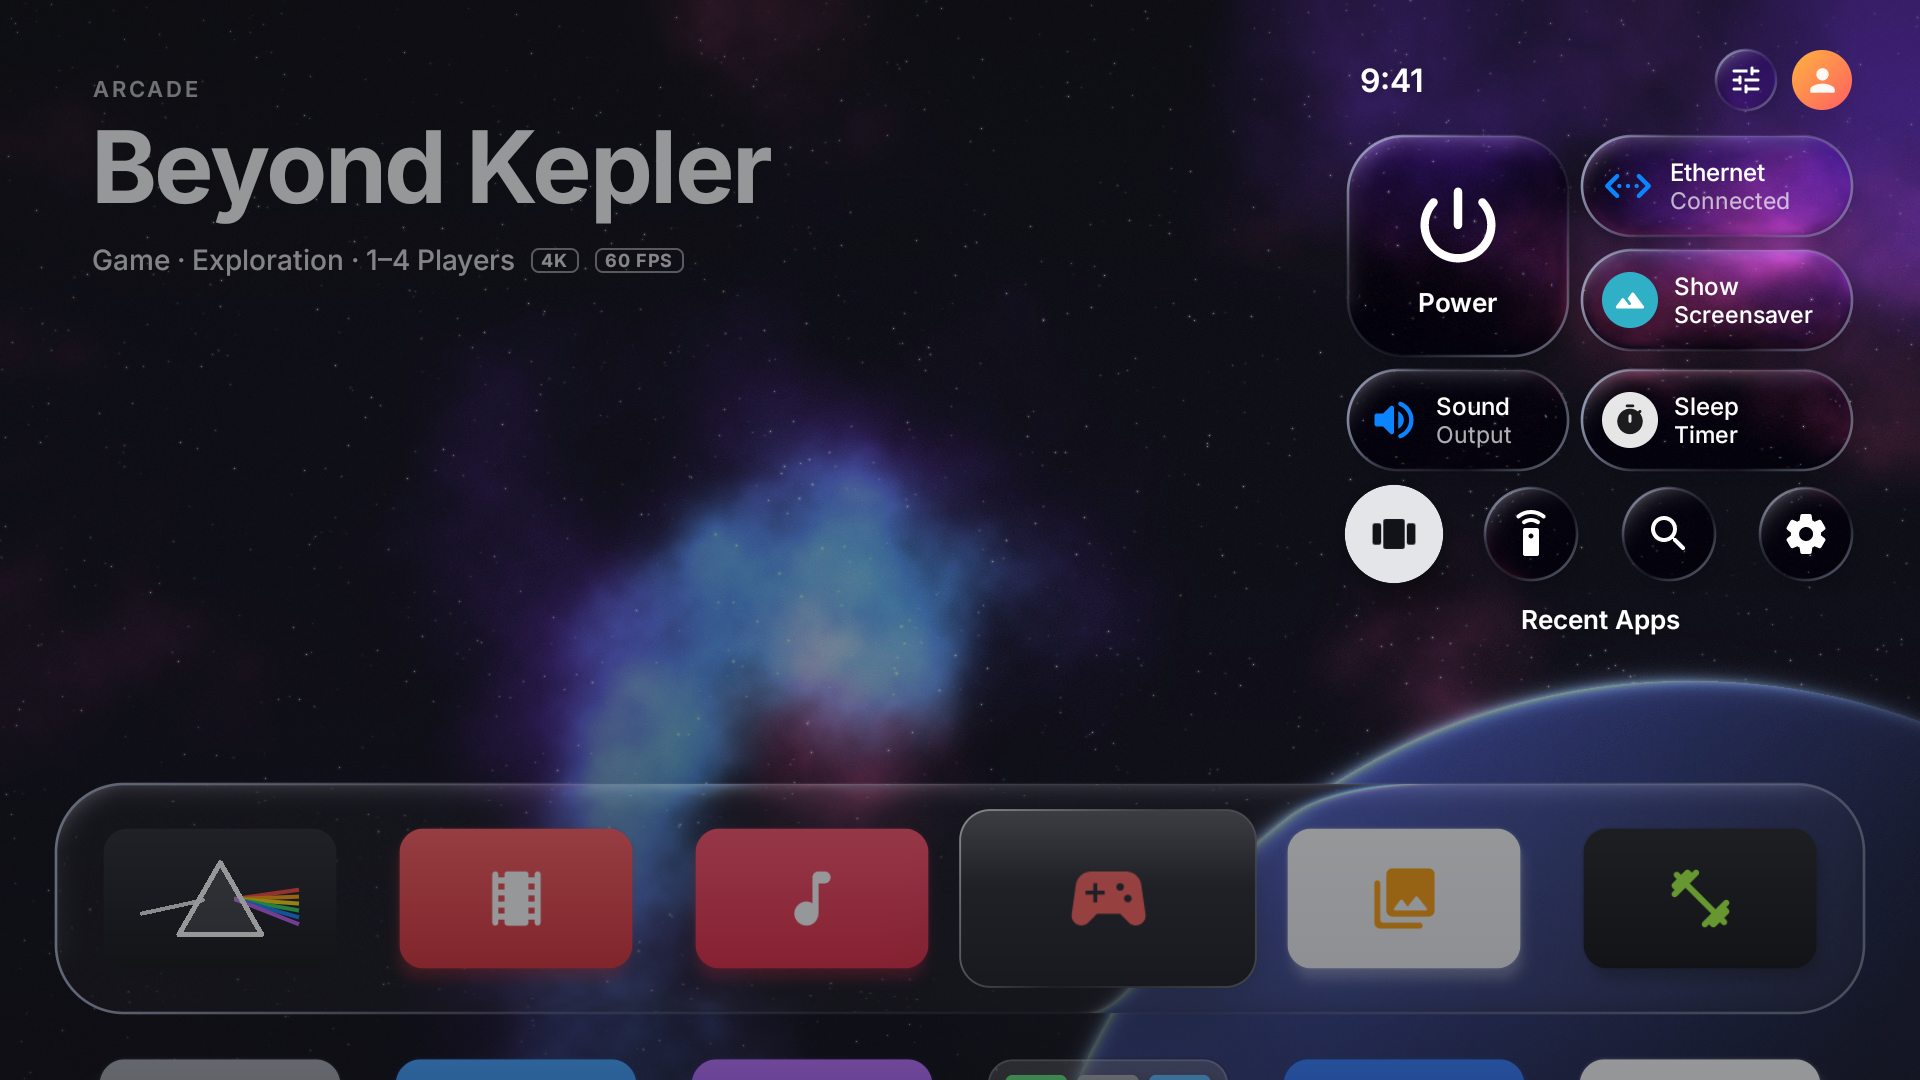 ARCADE
Beyond Kepler
Game · Exploration · 1–4 Players 4K 60 FPS
9:41
Power
Ethernet
Connected
Show
Screensaver
Sound
Output
Sleep
Timer
Recent Apps